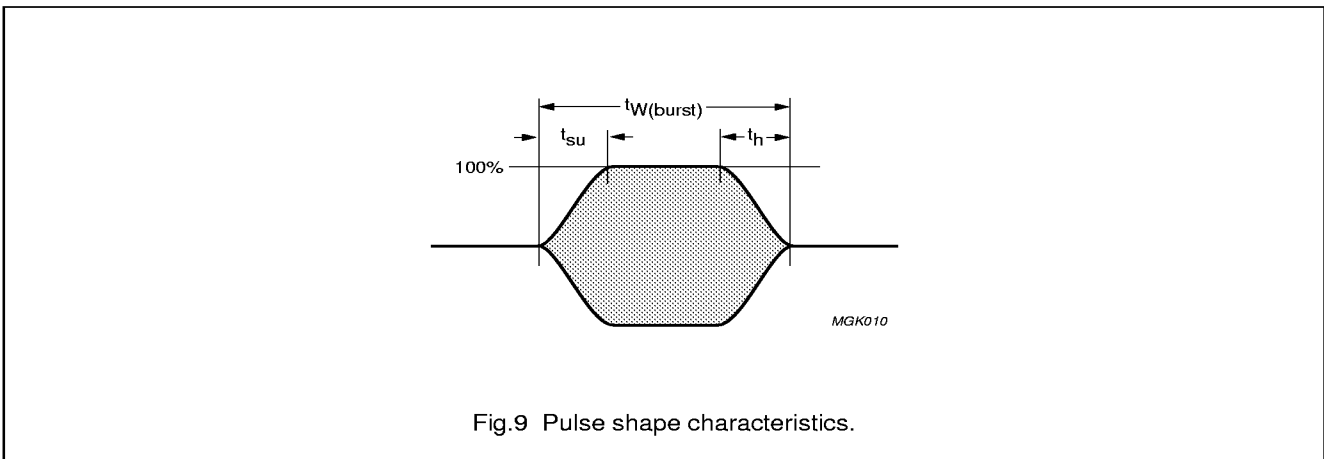 tW(burst)
tsu
th
100%
MGK010
Fig.9 Pulse shape characteristics.